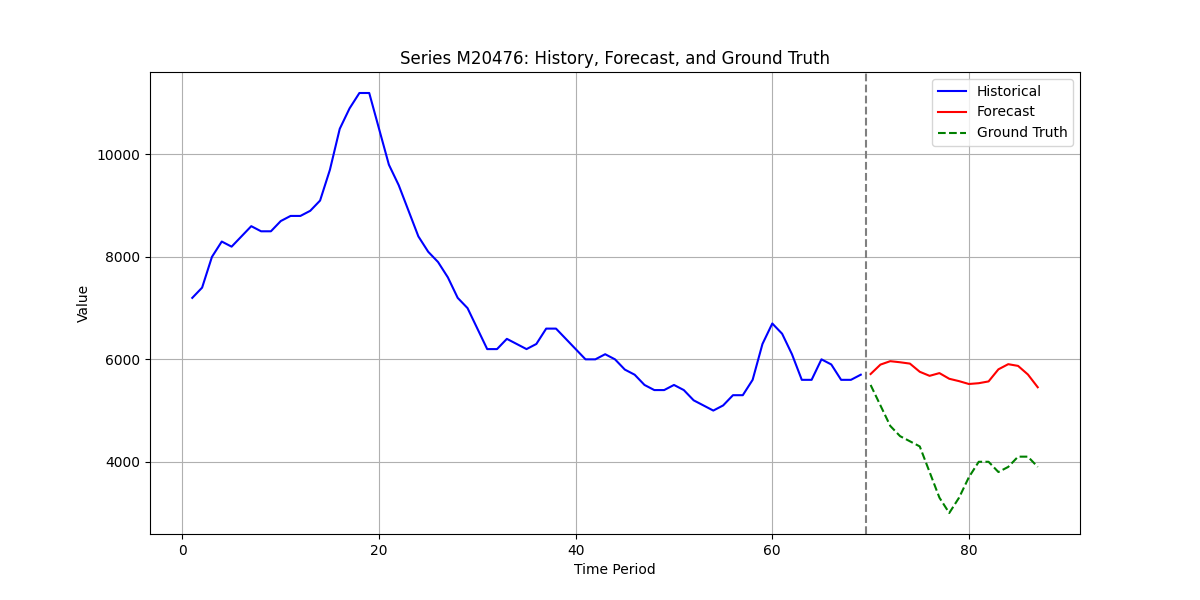 Series M20476: History, Forecast, and Ground Truth
Historical
Forecast
Ground Truth
10000
8000
6000
4000
Value
0 20 40 60 80
Time Period